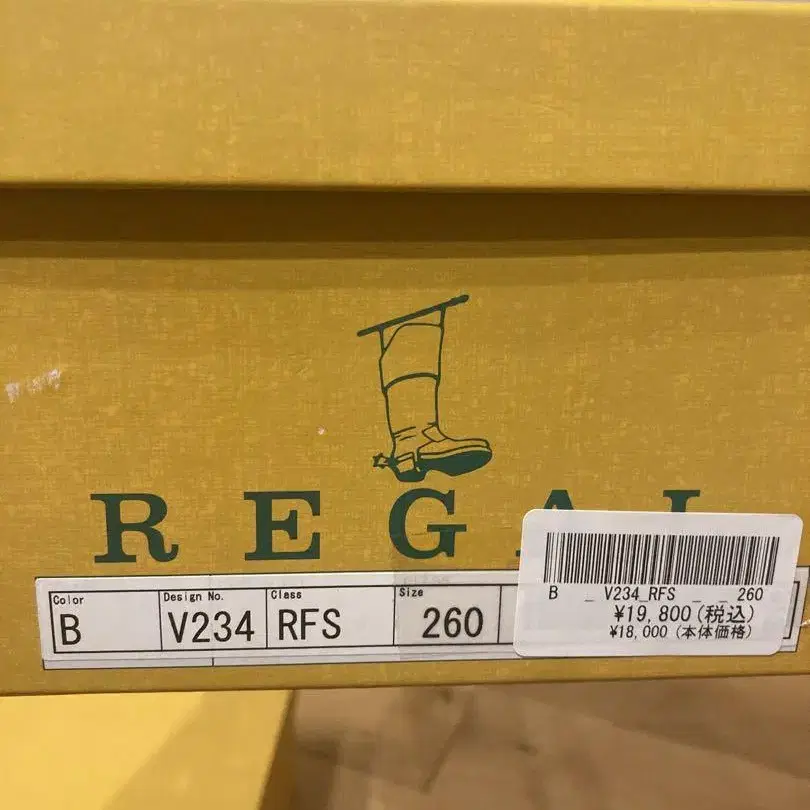 REGAL
Color Design No. Class Size
B V234 RFS 260
B _ V234_RFS _ _ 260
¥19,800(税込)
¥18,000(本体価格)